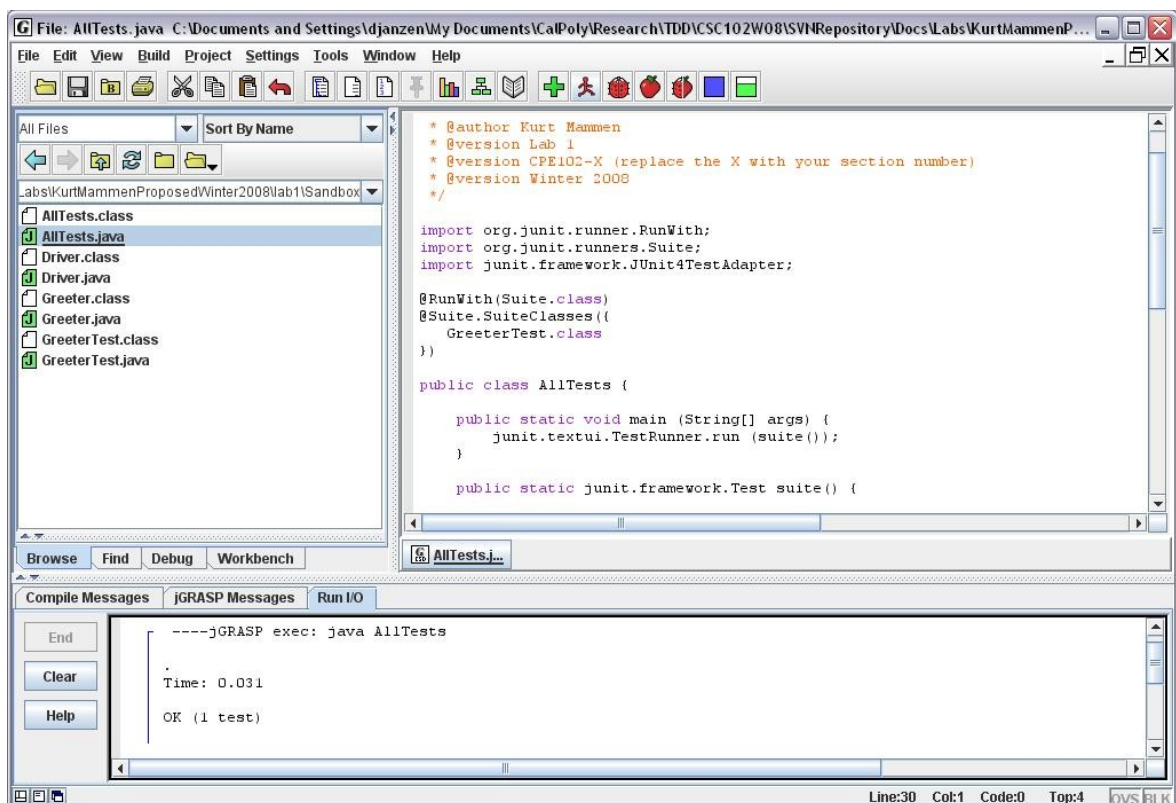 File: AllTests.java C:\Documents and Settings\djanzen\My Documents\CalPoly\Research\TDD\CSC102W08\SVNRepository\Docs\Labs\KurtMammenP...
File Edit View Build Project Settings Tools Window Help
All Files Sort By Name
.abs\KurtMammenProposedWinter2008\lab1\Sandbox
AllTests.class
AllTests.java
Driver.class
Driver.java
Greeter.class
Greeter.java
GreeterTest.class
GreeterTest.java
Browse Find Debug Workbench
* @author Kurt Mammen
* @version Lab 1
* @version CPE102-X (replace the X with your section number)
* @version Winter 2008
*/
import org.junit.runner.RunWith;
import org.junit.runners.Suite;
import junit.framework.JUnit4TestAdapter;
@RunWith(Suite.class)
@Suite.SuiteClasses({
GreeterTest.class
})
public class AllTests {
public static void main (String[] args) {
junit.textui.TestRunner.run (suite());
}
public static junit.framework.Test suite() {
AllTests.j...
Compile Messages jGRASP Messages Run I/O
End
Clear
Help
----jGRASP exec: java AllTests
.
Time: 0.031
OK (1 test)
Line:30 Col:1 Code:0 Top:4 OVS BLK